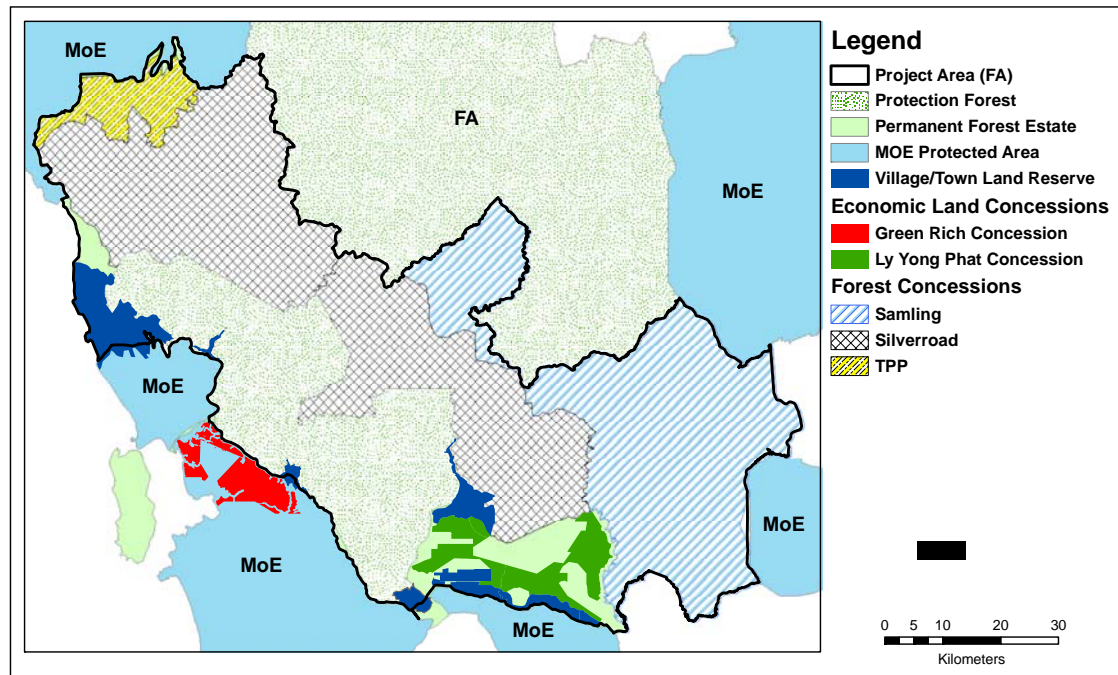 MoE
FA
MoE
MoE
MoE
MoE
MoE
Legend
Project Area (FA)
Protection Forest
Permanent Forest Estate
MOE Protected Area
Village/Town Land Reserve
Economic Land Concessions
Green Rich Concession
Ly Yong Phat Concession
Forest Concessions
Samling
Silverroad
TPP
0 5 10 20 30
Kilometers